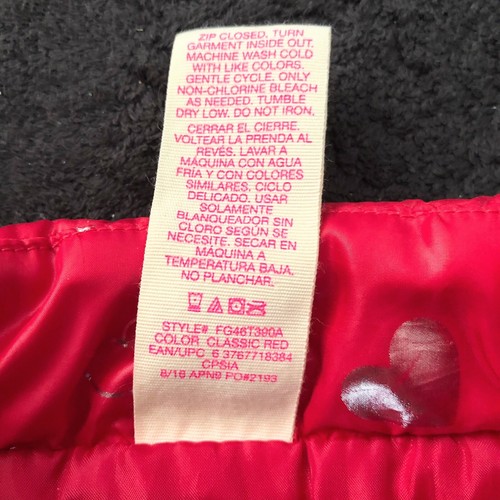 ZIP CLOSED, TURN
GARMENT INSIDE OUT.
MACHINE WASH COLD
WITH LIKE COLORS.
GENTLE CYCLE. ONLY
NON-CHLORINE BLEACH
AS NEEDED. TUMBLE
DRY LOW. DO NOT IRON.
CERRAR EL CIERRE.
VOLTEAR LA PRENDA AL
REVÉS. LAVAR A
MÁQUINA CON AGUA
FRÍA Y CON COLORES
SIMILARES. CICLO
DELICADO. USAR
SOLAMENTE
BLANQUEADOR SIN
CLORO SEGÚN SE
NECESITE. SECAR EN
MÁQUINA A
TEMPERATURA BAJA.
NO PLANCHAR.
STYLE# FG46T390A
COLOR CLASSIC RED
EAN/UPC 6 3767718384
CPSIA
8/16 APN9 PO#2193